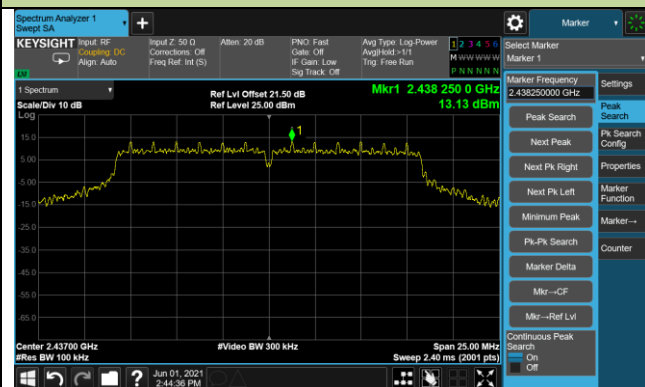 Spectrum Analyzer 1
Swept SA
+
Marker
KEYSIGHT
Input: RF
Coupling: DC
Align: Auto
Input Z: 50 Ω
Corrections: Off
Freq Ref: Int (S)
Atten: 20 dB
PNO: Fast
Gate: Off
IF Gain: Low
Sig Track: Off
Avg Type: Log-Power
Avg|Hold:>1/1
Trig: Free Run
1 2 3 4 5 6
M W W W W W
P N N N N N
LXI
Select Marker
Marker 1
1 Spectrum
Scale/Div 10 dB
Log
Ref Lvl Offset 21.50 dB
Ref Level 25.00 dBm
Mkr1 2.438 250 0 GHz
13.13 dBm
1
15.0
5.00
-5.00
-15.0
-25.0
-35.0
-45.0
-55.0
-65.0
Center 2.43700 GHz
#Res BW 100 kHz
#Video BW 300 kHz
Span 25.00 MHz
Sweep 2.40 ms (2001 pts)
Marker Frequency
2.438250000 GHz
Peak Search
Next Peak
Next Pk Right
Next Pk Left
Minimum Peak
Pk-Pk Search
Marker Delta
Mkr→CF
Mkr→Ref Lvl
Continuous Peak
Search
On
Off
Settings
Peak
Search
Pk Search
Config
Properties
Marker
Function
Marker→
Counter
?
Jun 01, 2021
2:44:36 PM